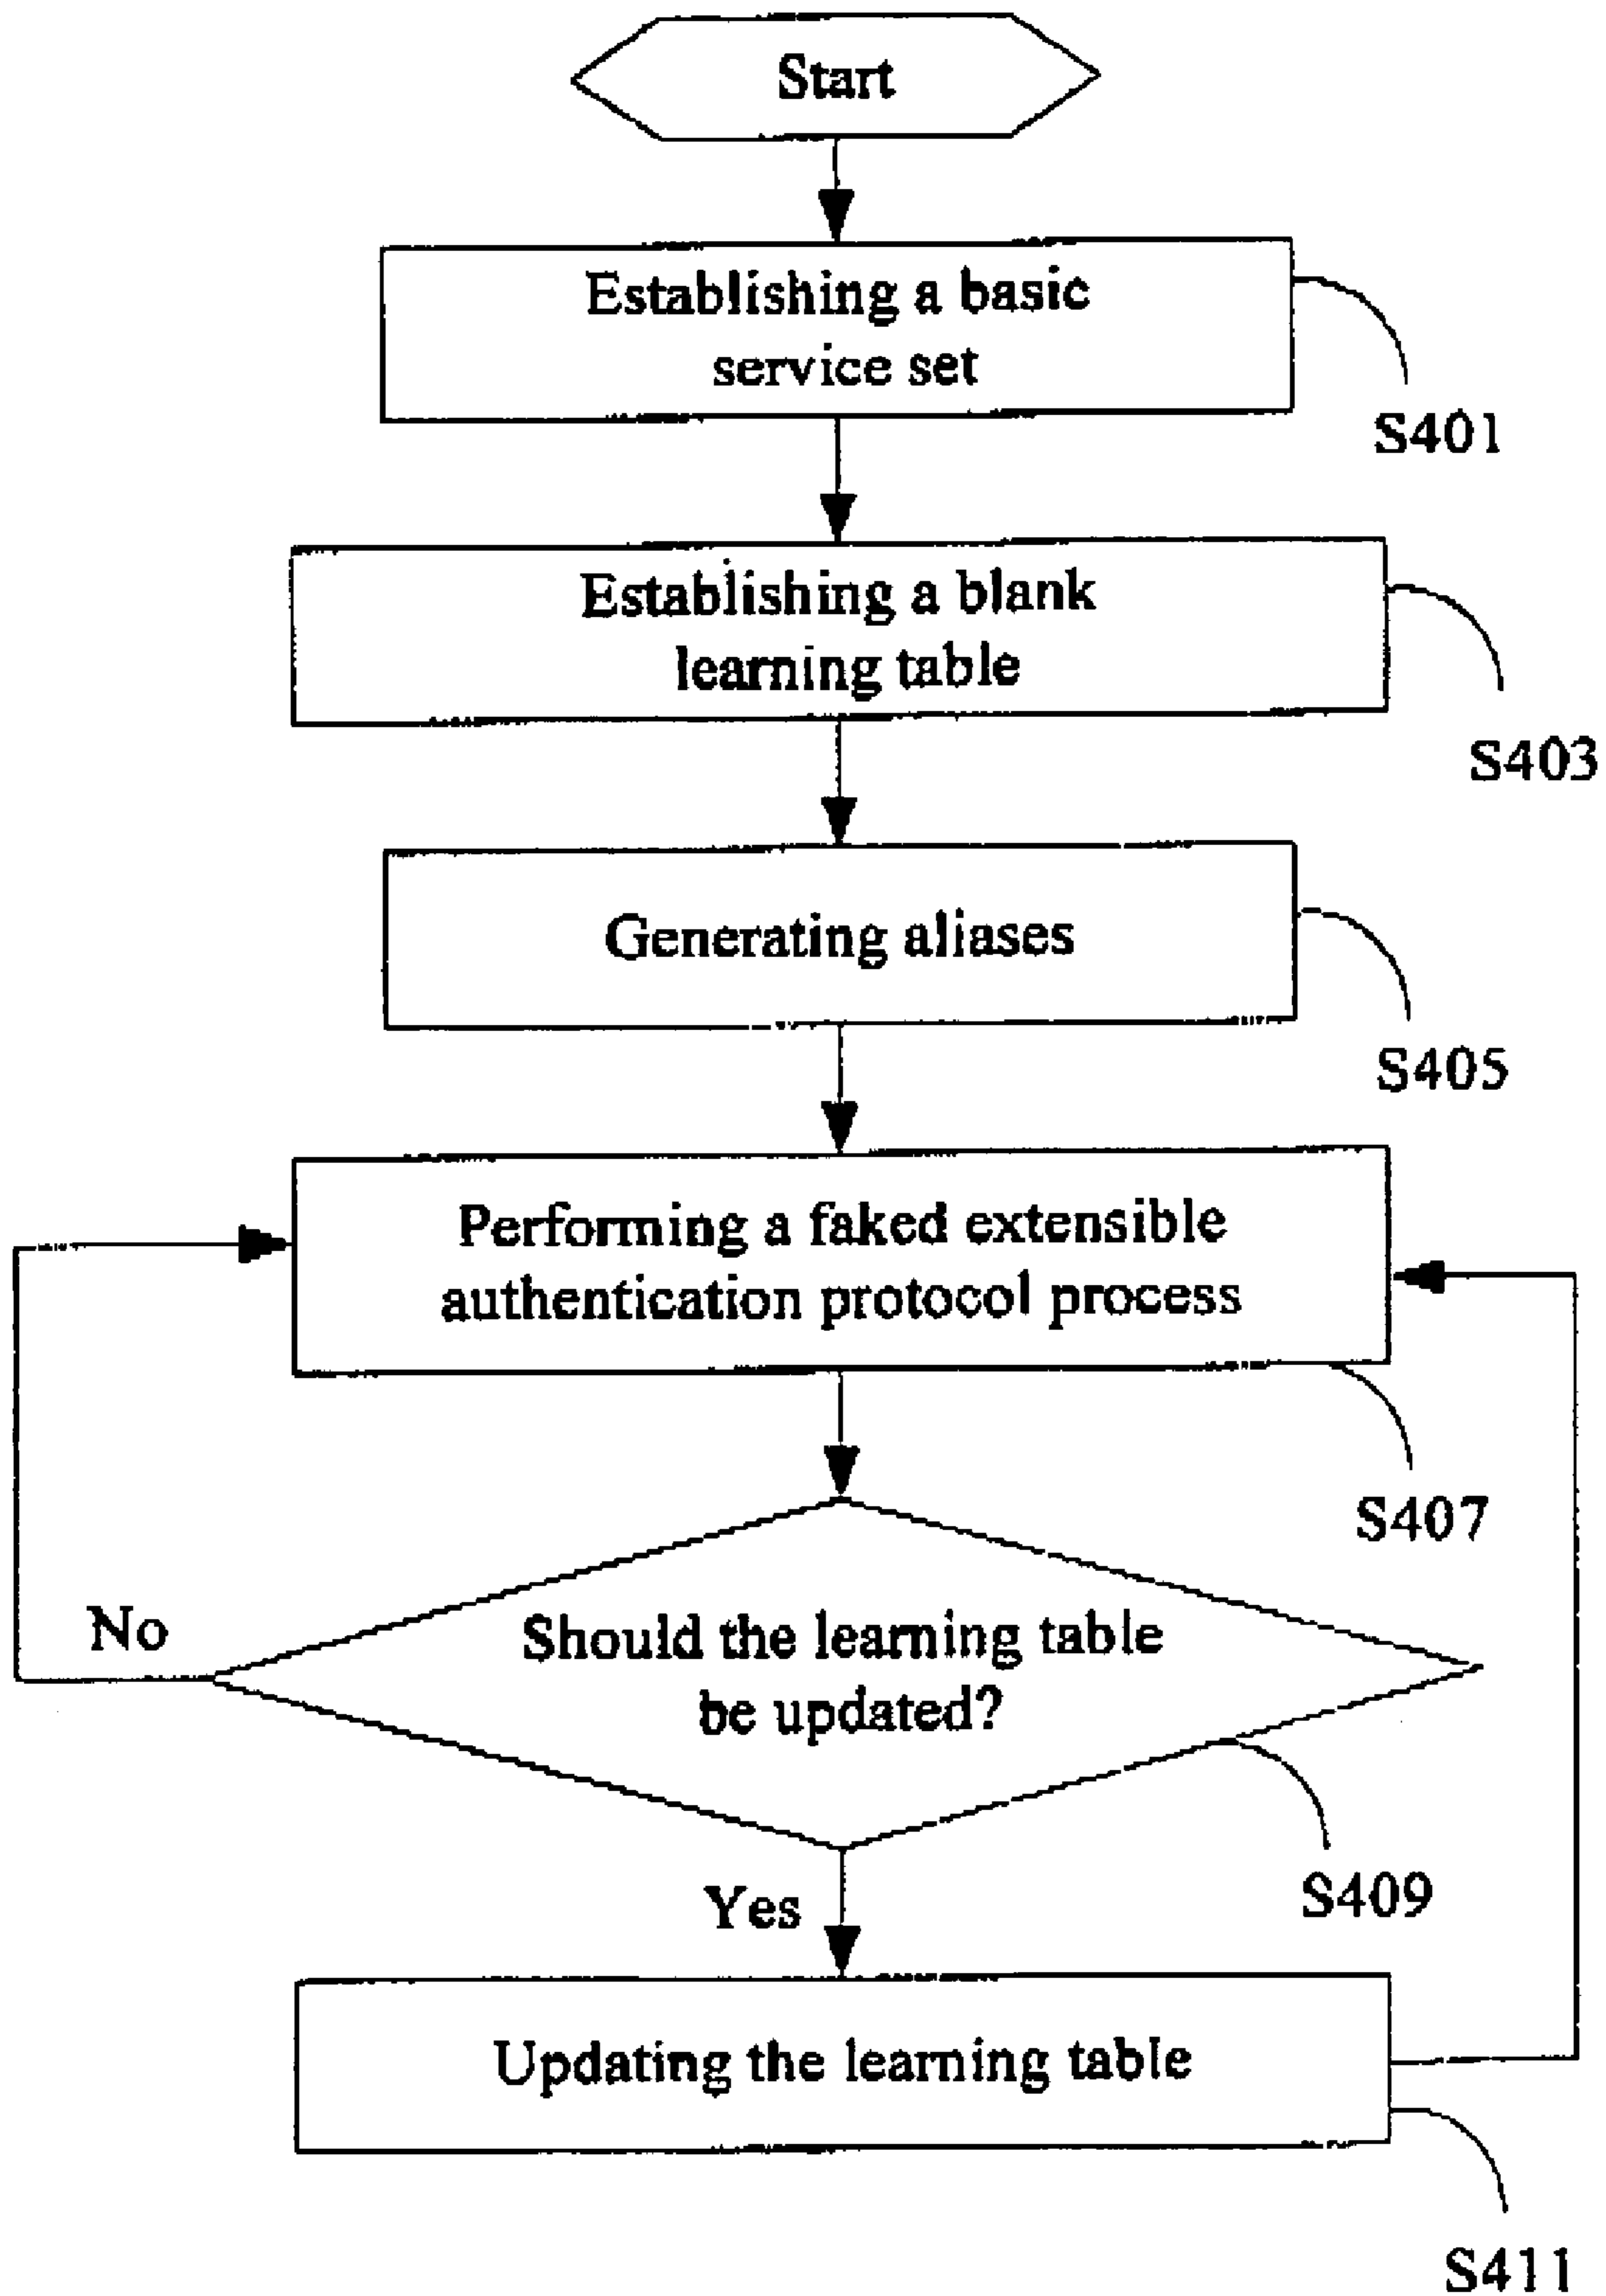 Start
Establishing a basic
service set
S401
Establishing a blank
learning table
S403
Generating aliases
S405
Performing a faked extensible
authentication protocol process
S407
No
Should the learning table
be updated?
S409
Yes
Updating the learning table
S411